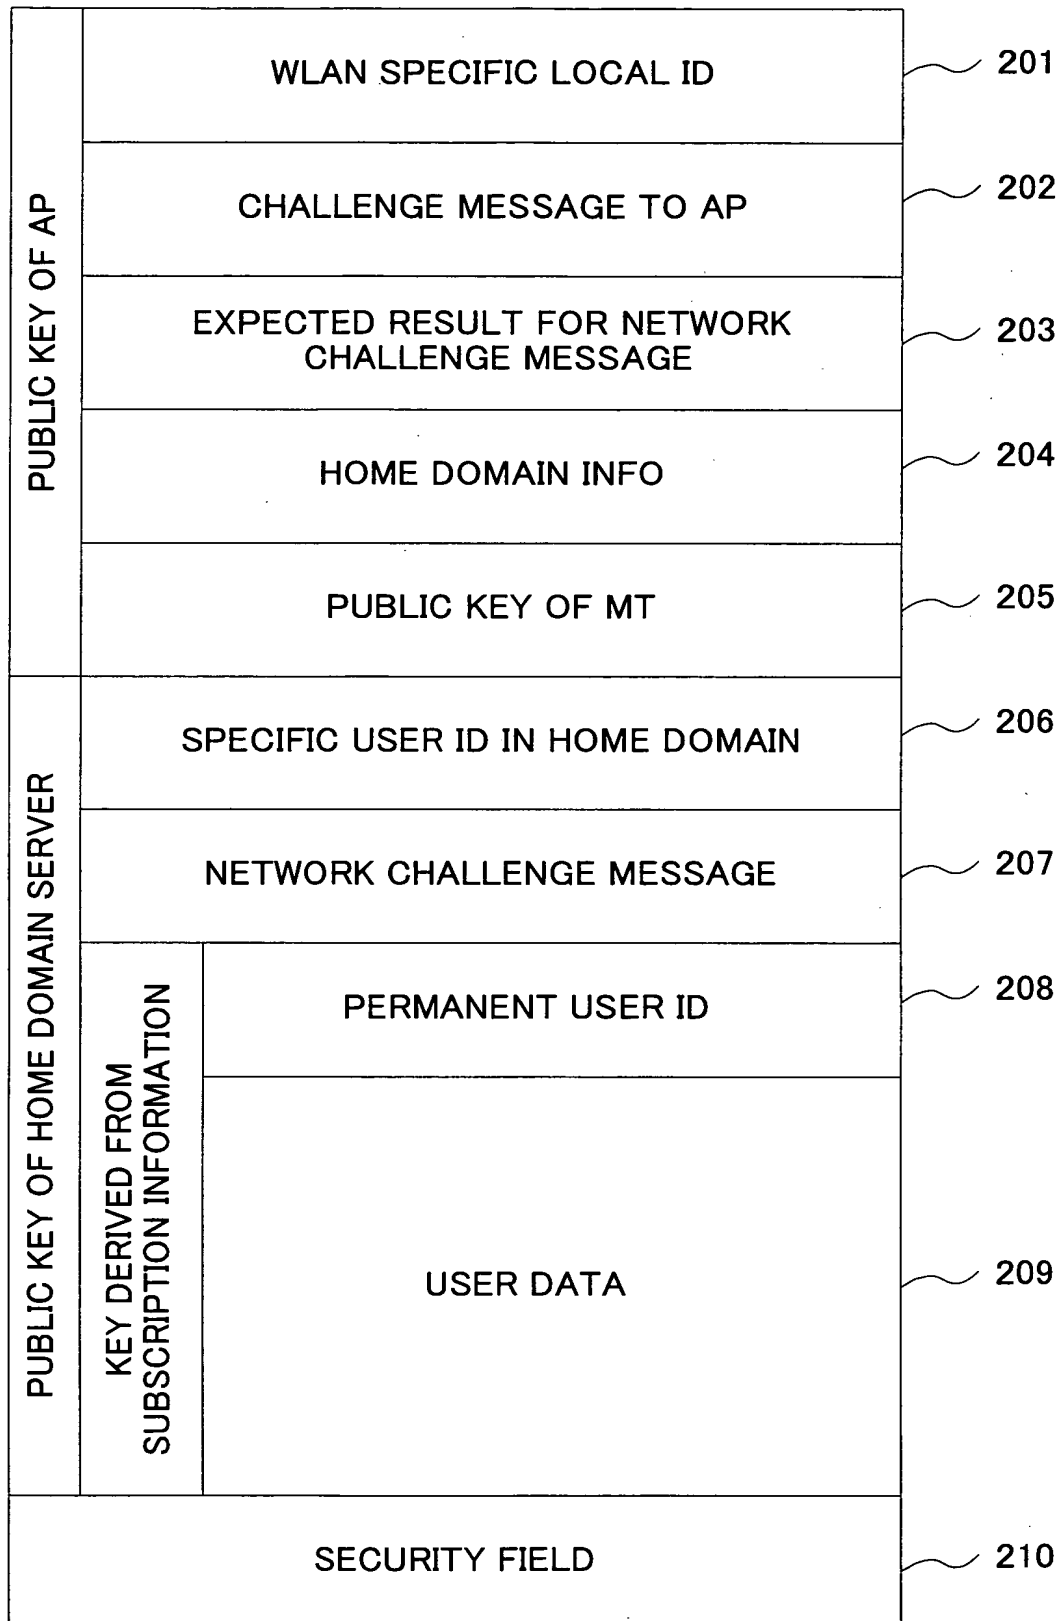 PUBLIC KEY OF AP
WLAN SPECIFIC LOCAL ID
201
CHALLENGE MESSAGE TO AP
202
EXPECTED RESULT FOR NETWORK
CHALLENGE MESSAGE
203
HOME DOMAIN INFO
204
PUBLIC KEY OF MT
205
PUBLIC KEY OF HOME DOMAIN SERVER
SPECIFIC USER ID IN HOME DOMAIN
206
NETWORK CHALLENGE MESSAGE
207
KEY DERIVED FROM
SUBSCRIPTION INFORMATION
PERMANENT USER ID
208
USER DATA
209
SECURITY FIELD
210